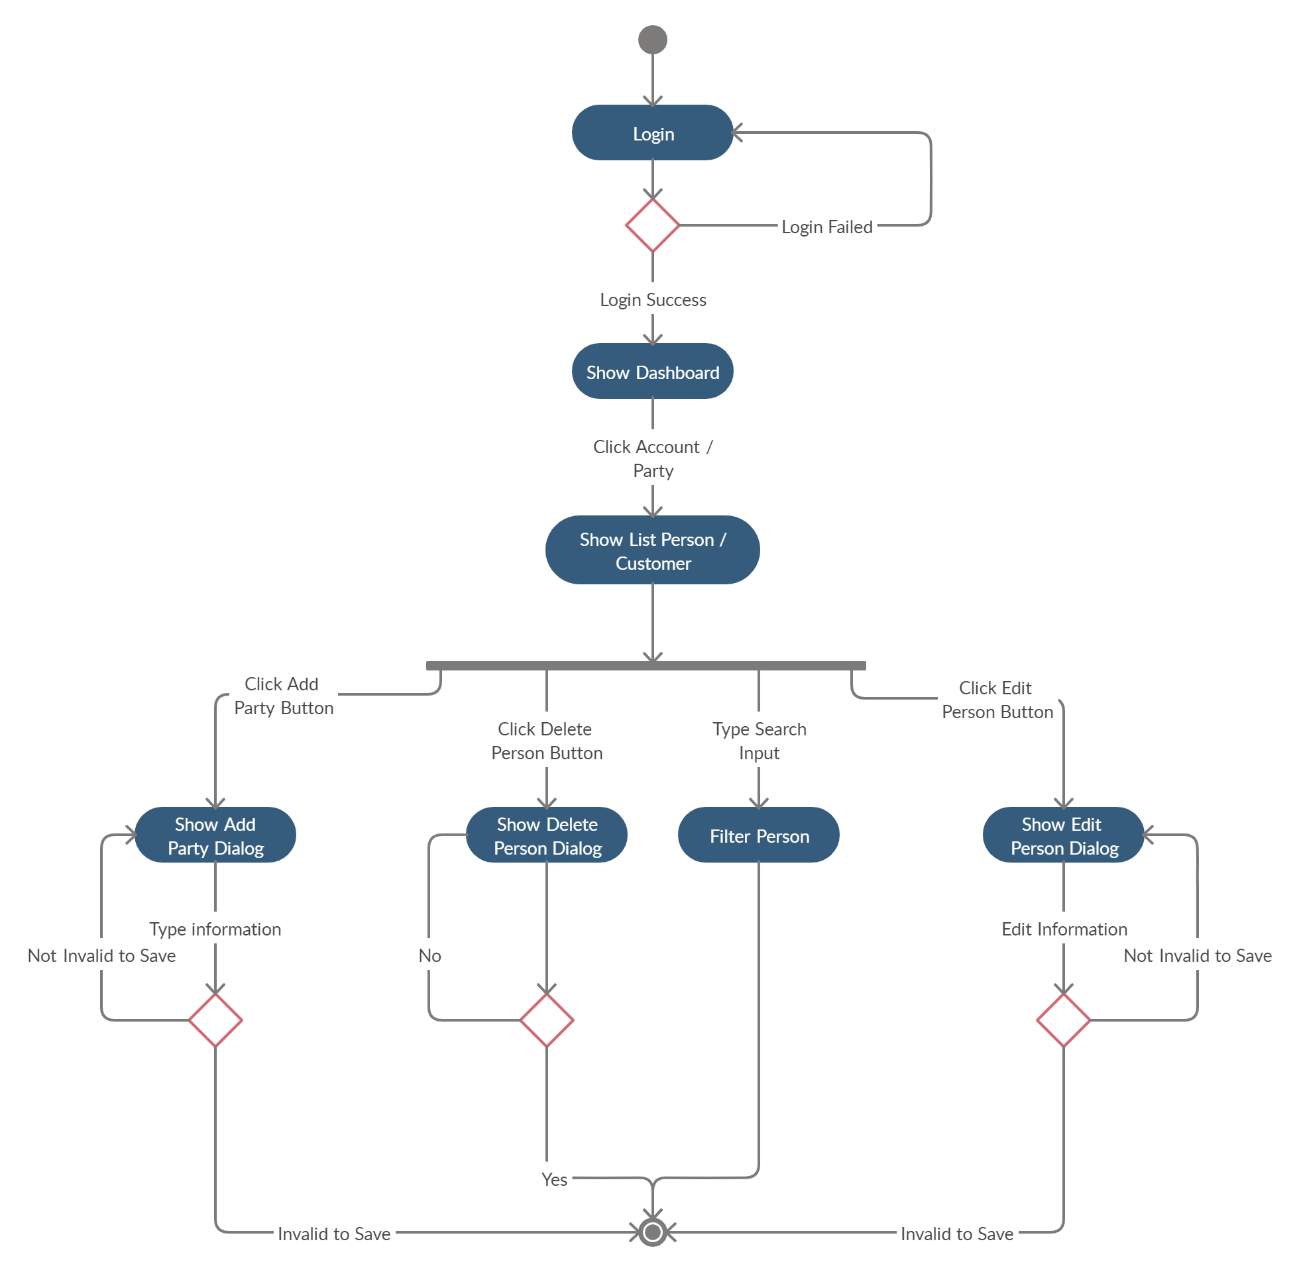 Login
Login Failed
Login Success
Show Dashboard
Click Account /
Party
Show List Person /
Customer
Click Add
Party Button
Click Delete
Person Button
Type Search
Input
Click Edit
Person Button
Show Add
Party Dialog
Show Delete
Person Dialog
Filter Person
Show Edit
Person Dialog
Type information
Not Invalid to Save
No
Edit Information
Not Invalid to Save
Yes
Invalid to Save
Invalid to Save